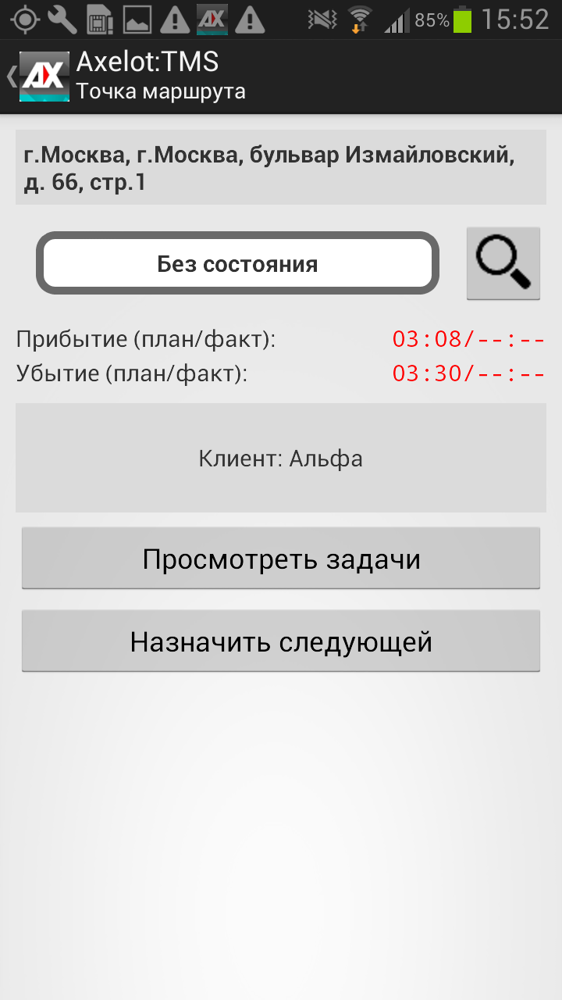 85% 15:52
AX
Axelot:TMS
Точка маршрута
г.Москва, г.Москва, бульвар Измайловский,
д. 66, стр.1
Без состояния
Прибытие (план/факт): 03:08/--:--
Убытие (план/факт): 03:30/--:--
Клиент: Альфа
Просмотреть задачи
Назначить следующей